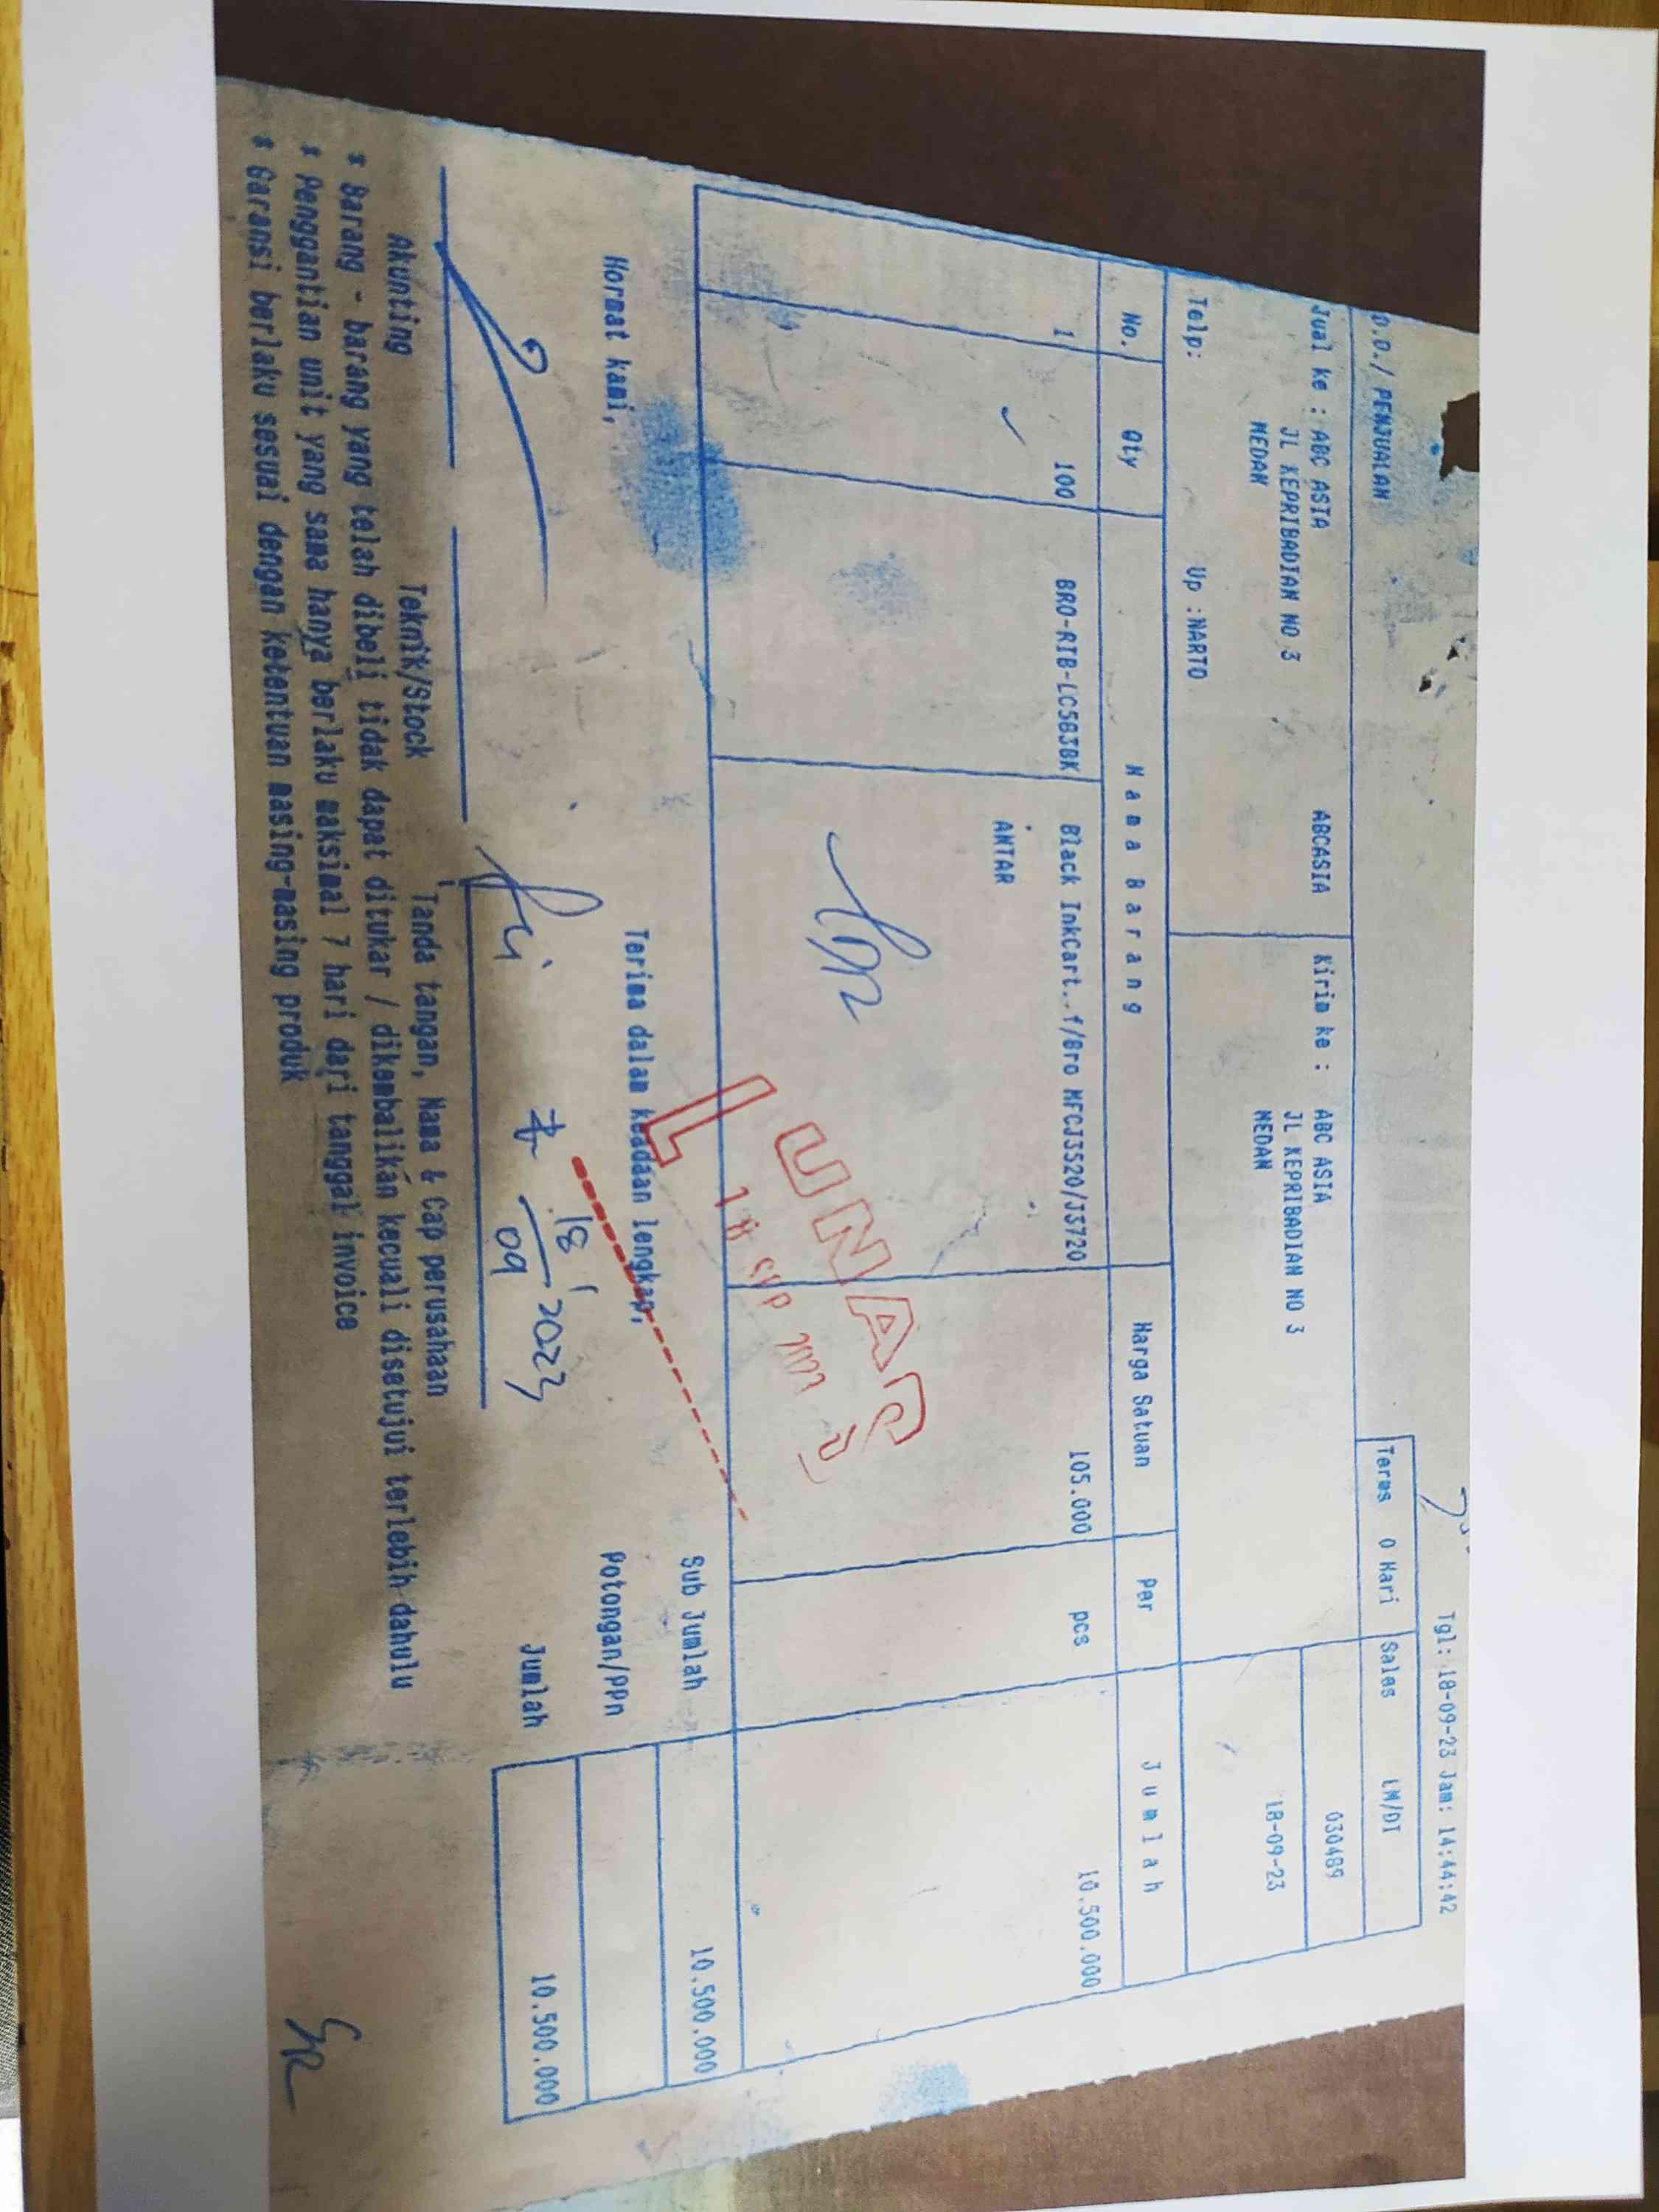 Tgl: 18-09-23 Jam: 14:44:42
D.O./ PENJUALAN
Terms 0 Hari Sales LM/DI
Jual ke : ABC ASIA ABCASIA Kirim ke : ABC ASIA 030489
JL KEPRIBADIAN NO 3 JL KEPRIBADIAN NO 3
MEDAN MEDAN 18-09-23
Telp: Up :NARTO
No. Qty Nama Barang Harga Satuan Per Jumlah
1 100 BRO-RTB-LC583BK Black InkCart. f/Bro MFCJ3520/J3720 105.000 pcs 10.500.000
ANTAR
LUNAS
Sub Jumlah 10.500.000
Hormat kami, Terima dalam keadaan lengkap,
Potongan/PPn
18/09 2023
Jumlah 10.500.000
Akunting Teknik/Stock Tanda tangan, Nama & Cap perusahaan
* Barang - barang yang telah dibeli tidak dapat ditukar / dikembalikan kecuali disetujui terlebih dahulu
* Penggantian unit yang sama hanya berlaku maksimal 7 hari dari tanggal invoice
* Garansi berlaku sesuai dengan ketentuan masing-masing produk